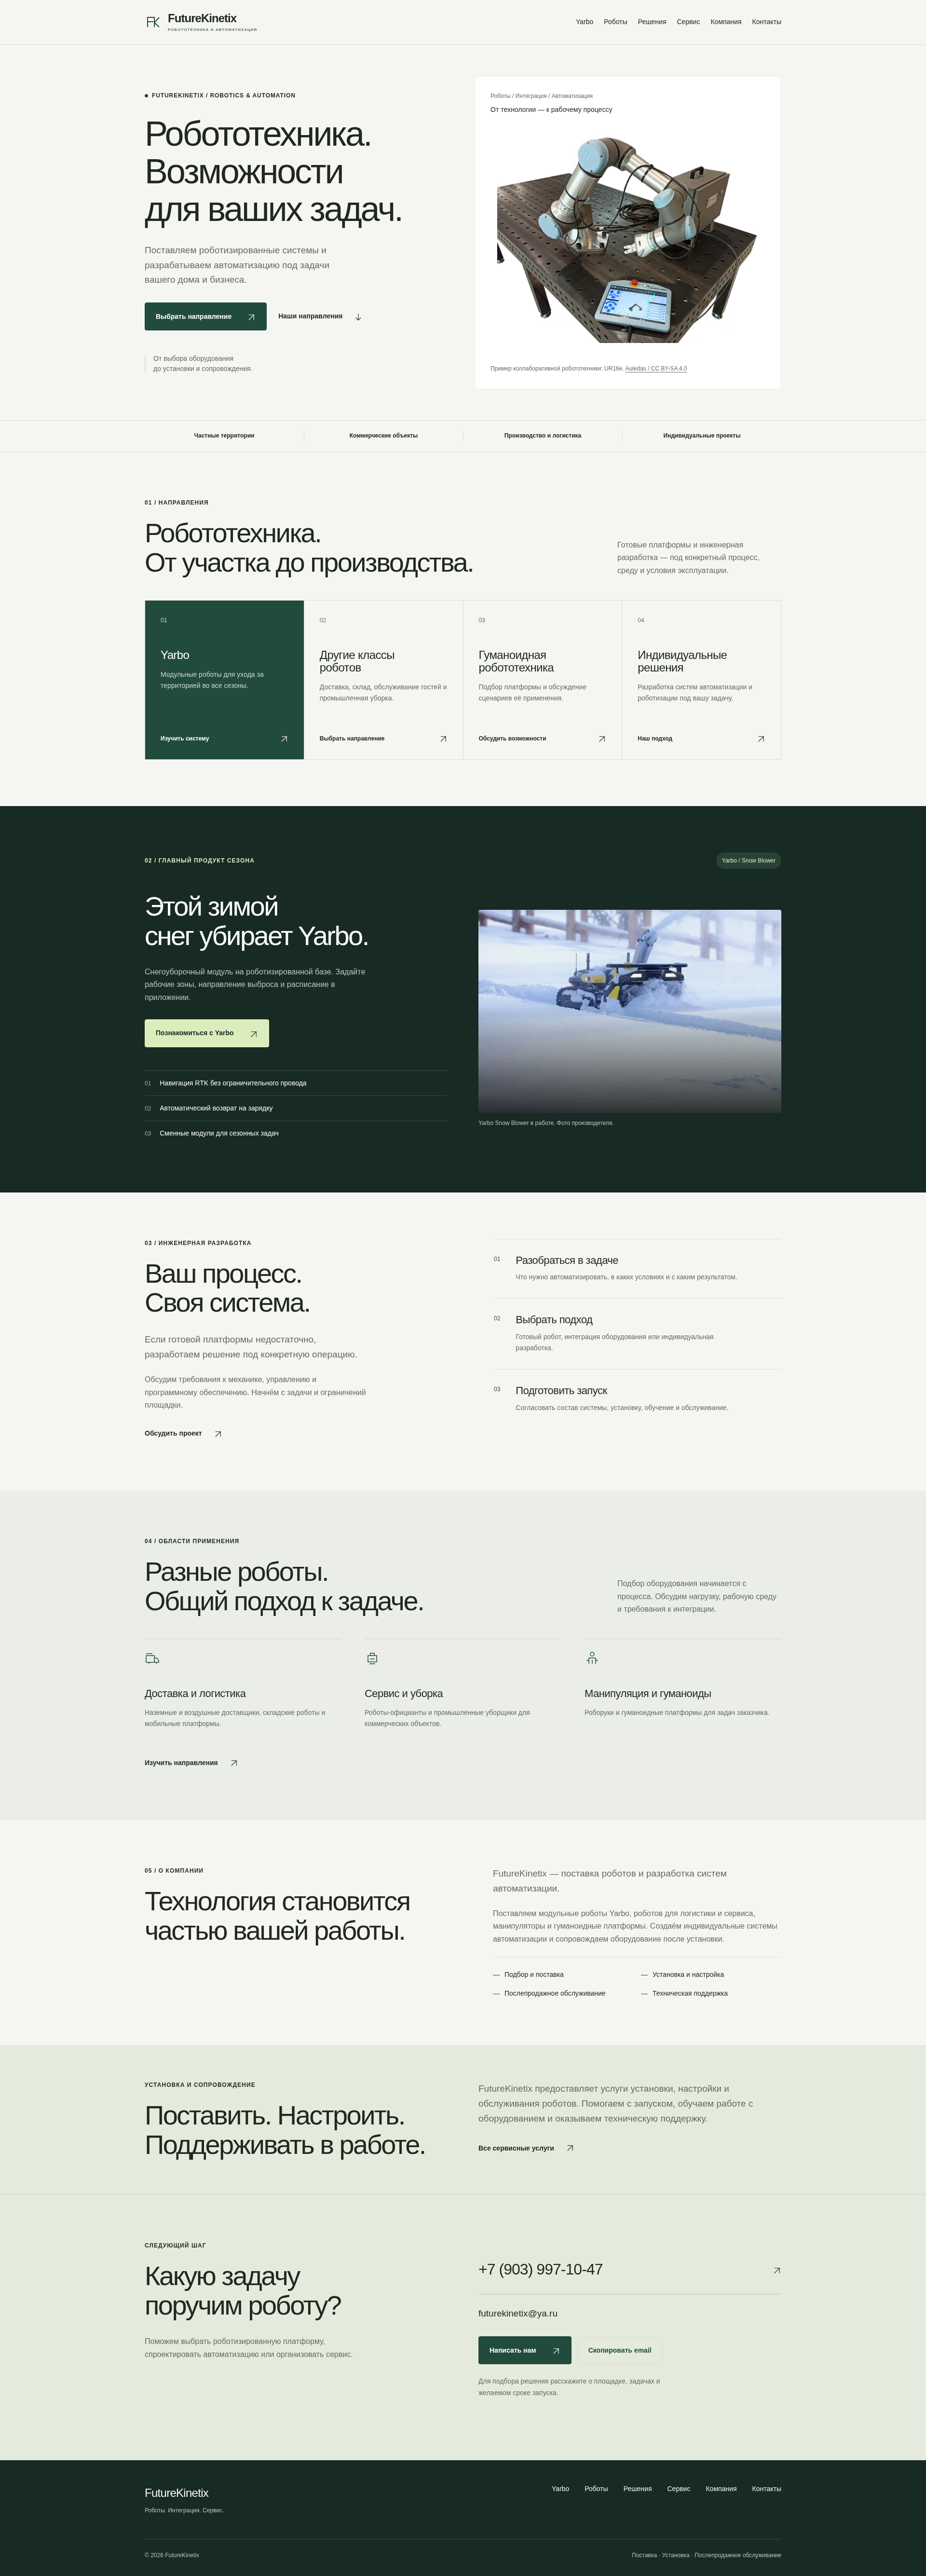 FK FutureKinetix
РОБОТОТЕХНИКА И АВТОМАТИЗАЦИЯ
Yarbo Роботы Решения Сервис Компания Контакты
FUTUREKINETIX / ROBOTICS & AUTOMATION
Робототехника.
Возможности
для ваших задач.
Поставляем роботизированные системы и
разрабатываем автоматизацию под задачи
вашего дома и бизнеса.
Выбрать направление
Наши направления
От выбора оборудования
до установки и сопровождения.
Роботы / Интеграция / Автоматизация
От технологии — к рабочему процессу
Пример коллаборативной робототехники: UR16e. Auledas / CC BY-SA 4.0
Частные территории
Коммерческие объекты
Производство и логистика
Индивидуальные проекты
01 / НАПРАВЛЕНИЯ
Робототехника.
От участка до производства.
Готовые платформы и инженерная
разработка — под конкретный процесс,
среду и условия эксплуатации.
01
Yarbo
Модульные роботы для ухода за
территорией во все сезоны.
Изучить систему
02
Другие классы
роботов
Доставка, склад, обслуживание гостей и
промышленная уборка.
Выбрать направление
03
Гуманоидная
робототехника
Подбор платформы и обсуждение
сценариев её применения.
Обсудить возможности
04
Индивидуальные
решения
Разработка систем автоматизации и
роботизации под вашу задачу.
Наш подход
02 / ГЛАВНЫЙ ПРОДУКТ СЕЗОНА
Yarbo / Snow Blower
Этой зимой
снег убирает Yarbo.
Снегоуборочный модуль на роботизированной базе. Задайте
рабочие зоны, направление выброса и расписание в
приложении.
Познакомиться с Yarbo
01 Навигация RTK без ограничительного провода
02 Автоматический возврат на зарядку
03 Сменные модули для сезонных задач
Yarbo Snow Blower в работе. Фото производителя.
03 / ИНЖЕНЕРНАЯ РАЗРАБОТКА
Ваш процесс.
Своя система.
Если готовой платформы недостаточно,
разработаем решение под конкретную операцию.
Обсудим требования к механике, управлению и
программному обеспечению. Начнём с задачи и ограничений
площадки.
Обсудить проект
01 Разобраться в задаче
Что нужно автоматизировать, в каких условиях и с каким результатом.
02 Выбрать подход
Готовый робот, интеграция оборудования или индивидуальная
разработка.
03 Подготовить запуск
Согласовать состав системы, установку, обучение и обслуживание.
04 / ОБЛАСТИ ПРИМЕНЕНИЯ
Разные роботы.
Общий подход к задаче.
Подбор оборудования начинается с
процесса. Обсудим нагрузку, рабочую среду
и требования к интеграции.
Доставка и логистика
Наземные и воздушные доставщики, складские роботы и
мобильные платформы.
Сервис и уборка
Роботы-официанты и промышленные уборщики для
коммерческих объектов.
Манипуляция и гуманоиды
Роборуки и гуманоидные платформы для задач заказчика.
Изучить направления
05 / О КОМПАНИИ
Технология становится
частью вашей работы.
FutureKinetix — поставка роботов и разработка систем
автоматизации.
Поставляем модульные роботы Yarbo, роботов для логистики и сервиса,
манипуляторы и гуманоидные платформы. Создаём индивидуальные системы
автоматизации и сопровождаем оборудование после установки.
— Подбор и поставка
— Установка и настройка
— Послепродажное обслуживание
— Техническая поддержка
УСТАНОВКА И СОПРОВОЖДЕНИЕ
Поставить. Настроить.
Поддерживать в работе.
FutureKinetix предоставляет услуги установки, настройки и
обслуживания роботов. Помогаем с запуском, обучаем работе с
оборудованием и оказываем техническую поддержку.
Все сервисные услуги
СЛЕДУЮЩИЙ ШАГ
Какую задачу
поручим роботу?
Поможем выбрать роботизированную платформу,
спроектировать автоматизацию или организовать сервис.
+7 (903) 997-10-47
futurekinetix@ya.ru
Написать нам
Скопировать email
Для подбора решения расскажите о площадке, задачах и
желаемом сроке запуска.
FutureKinetix
Роботы. Интеграция. Сервис.
Yarbo Роботы Решения Сервис Компания Контакты
© 2026 FutureKinetix
Поставка · Установка · Послепродажное обслуживание